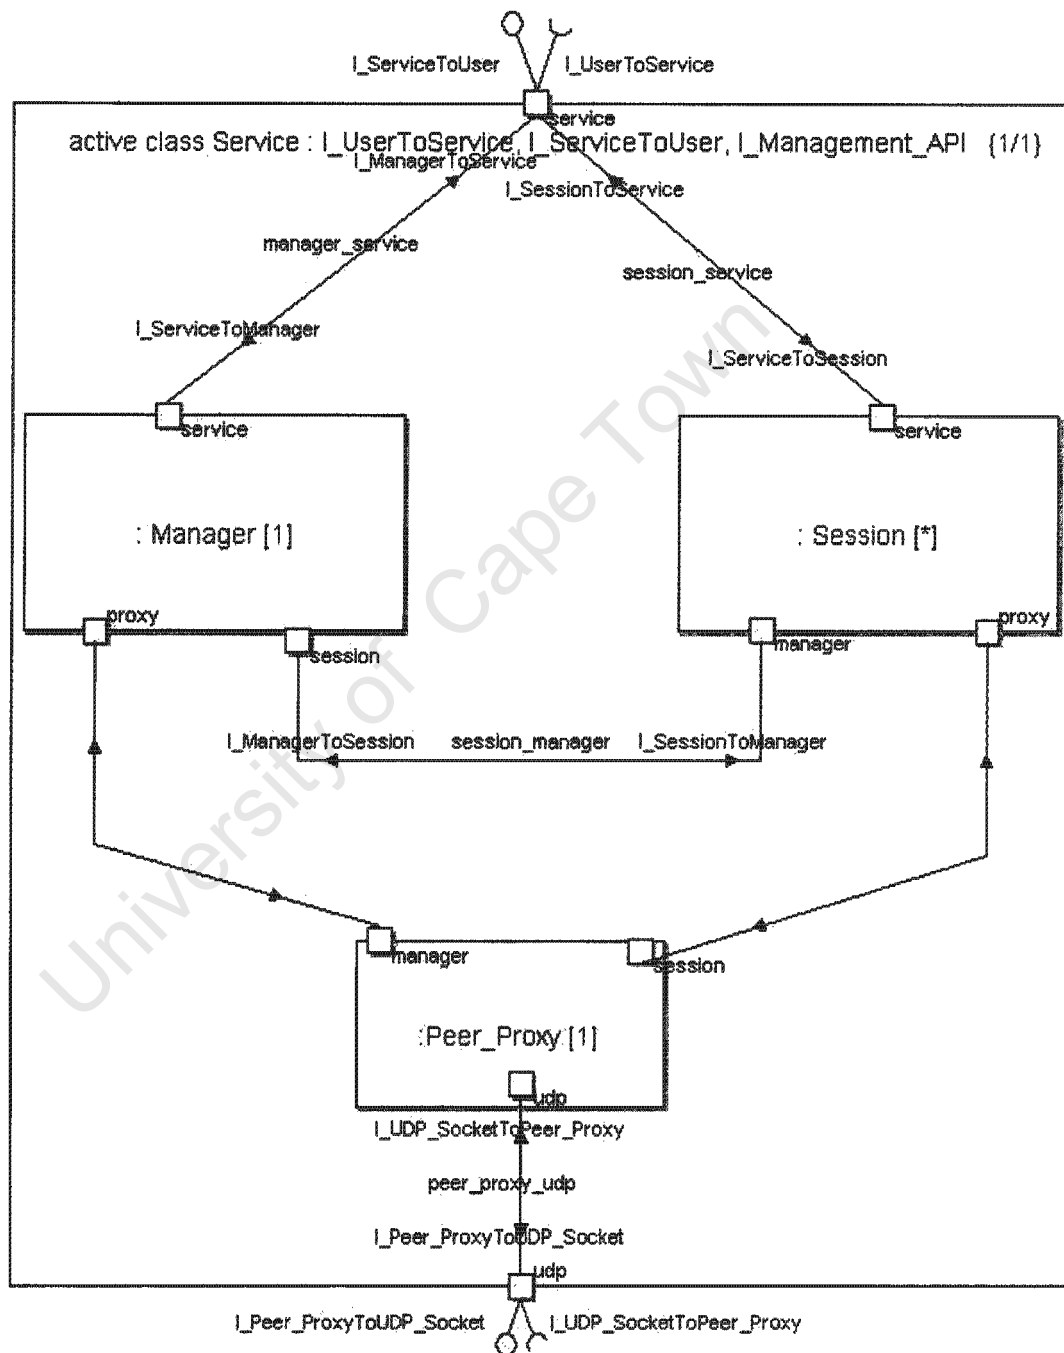 I_ServiceToUser I_UserToService
service
active class Service : I_UserToService, I_ServiceToUser, I_Management_API {1/1}
I_ManagerToService
I_SessionToService
manager_service
session_service
I_ServiceToManager
I_ServiceToSession
service
service
: Manager [1]
: Session [*]
proxy
session
manager
proxy
I_ManagerToSession session_manager I_SessionToManager
manager
session
:Peer_Proxy [1]
udp
I_UDP_SocketToPeer_Proxy
peer_proxy_udp
I_Peer_ProxyToUDP_Socket
udp
I_Peer_ProxyToUDP_Socket I_UDP_SocketToPeer_Proxy
University of Cape Town